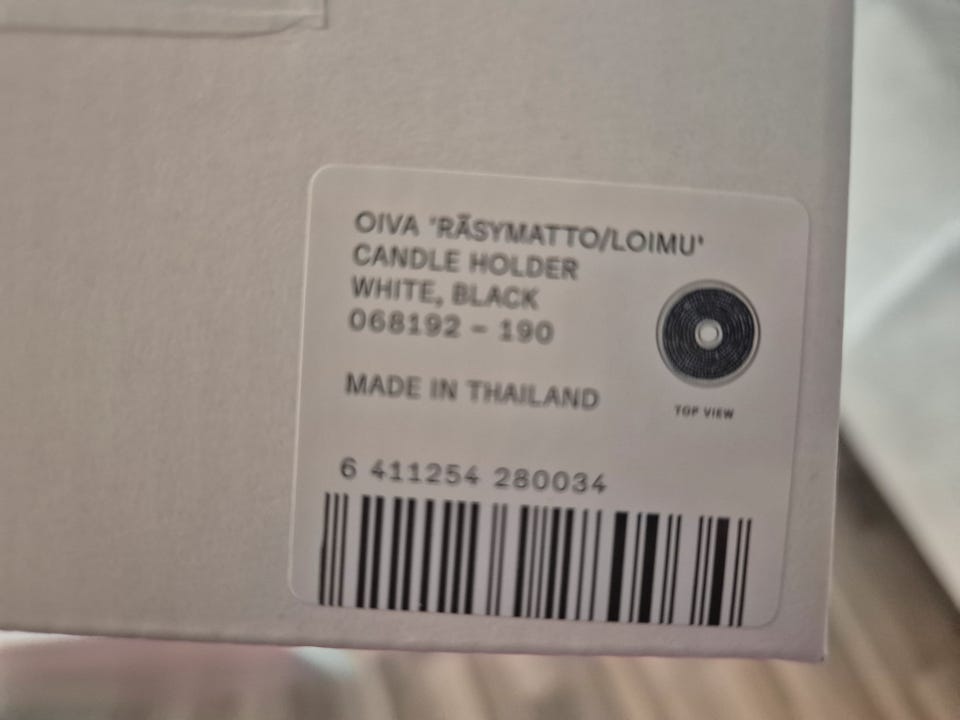 OIVA 'RÄSYMATTO/LOIMU'
CANDLE HOLDER
WHITE, BLACK
068192 - 190
MADE IN THAILAND
TOP VIEW
6 411254 280034